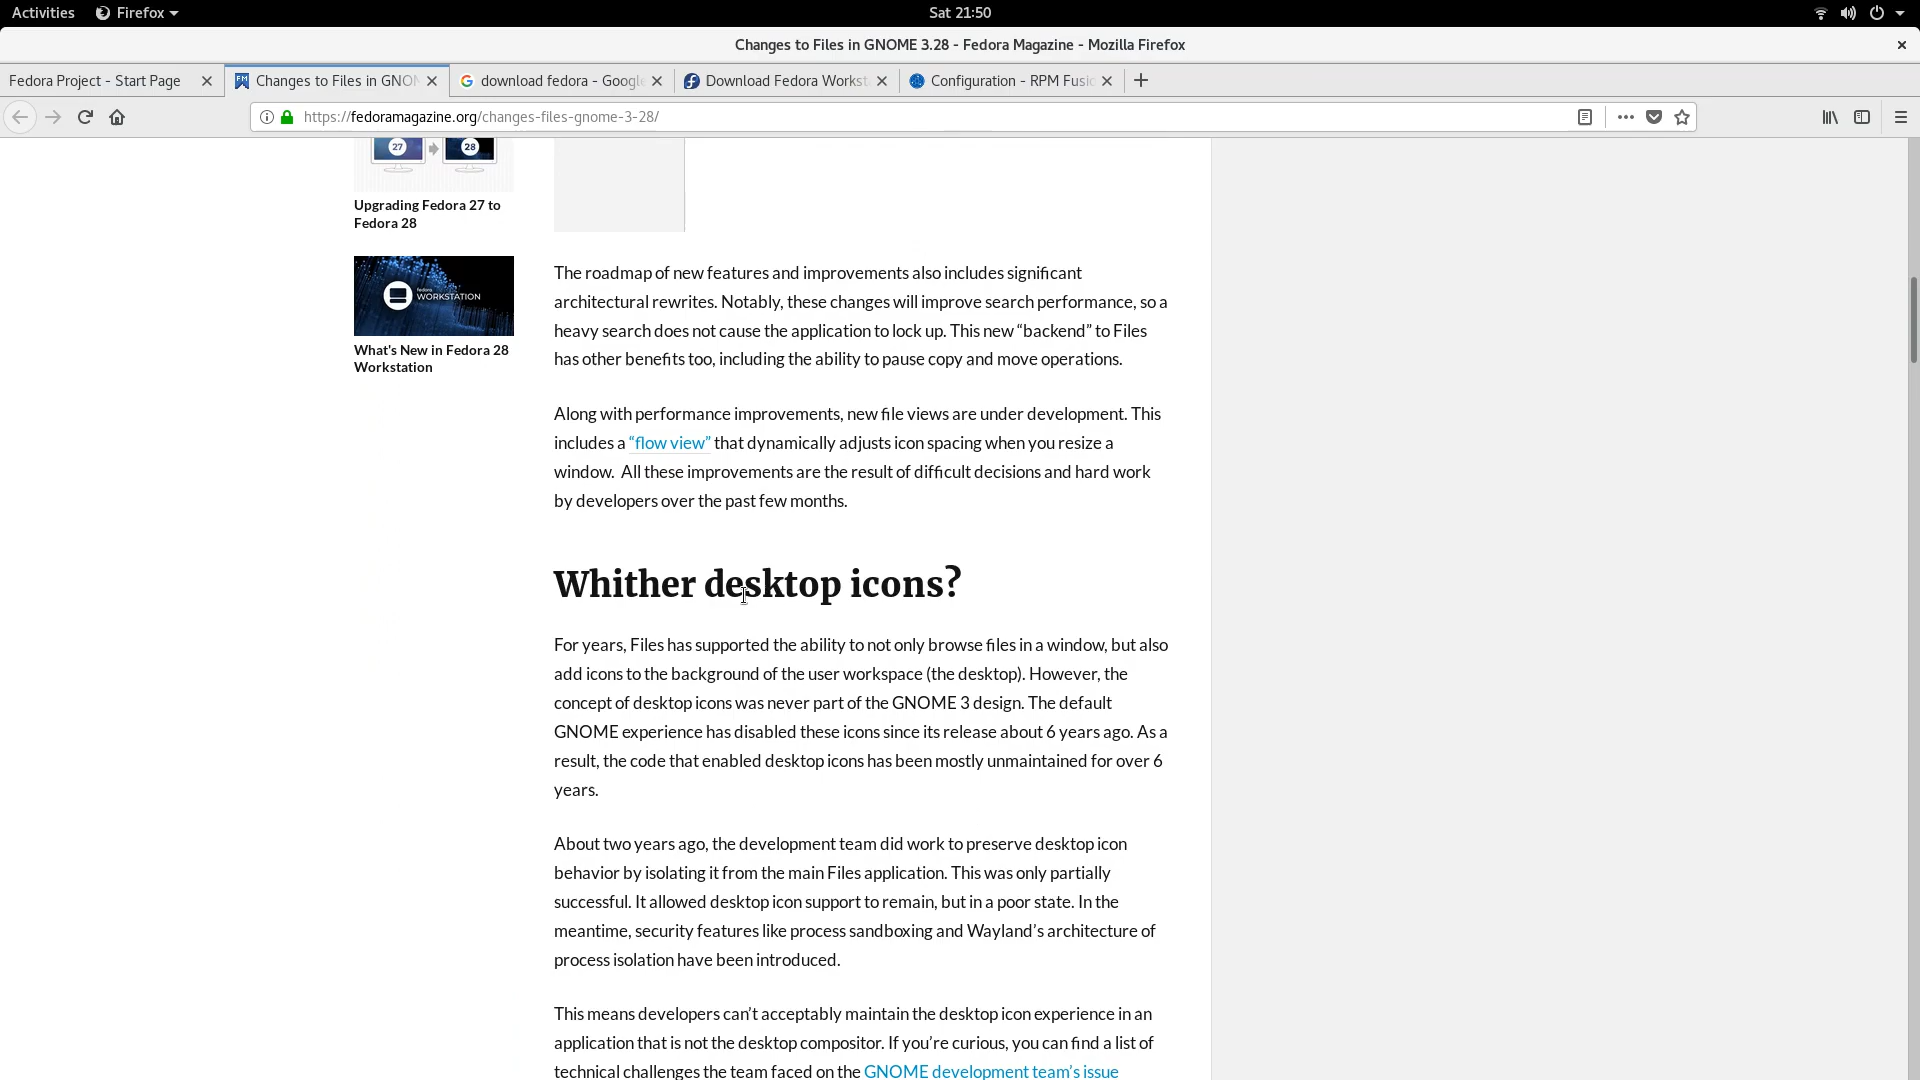 Activities Firefox Sat 21:50
Changes to Files in GNOME 3.28 - Fedora Magazine - Mozilla Firefox
Fedora Project - Start Page Changes to Files in GNOM download fedora - Google Download Fedora Workst Configuration - RPM Fusio
https://fedoramagazine.org/changes-files-gnome-3-28/
27 28
Upgrading Fedora 27 to
Fedora 28
fedora
WORKSTATION
What's New in Fedora 28
Workstation
The roadmap of new features and improvements also includes significant
architectural rewrites. Notably, these changes will improve search performance, so a
heavy search does not cause the application to lock up. This new “backend” to Files
has other benefits too, including the ability to pause copy and move operations.
Along with performance improvements, new file views are under development. This
includes a “flow view” that dynamically adjusts icon spacing when you resize a
window.  All these improvements are the result of difficult decisions and hard work
by developers over the past few months.
Whither desktop icons?
For years, Files has supported the ability to not only browse files in a window, but also
add icons to the background of the user workspace (the desktop). However, the
concept of desktop icons was never part of the GNOME 3 design. The default
GNOME experience has disabled these icons since its release about 6 years ago. As a
result, the code that enabled desktop icons has been mostly unmaintained for over 6
years.
About two years ago, the development team did work to preserve desktop icon
behavior by isolating it from the main Files application. This was only partially
successful. It allowed desktop icon support to remain, but in a poor state. In the
meantime, security features like process sandboxing and Wayland’s architecture of
process isolation have been introduced.
This means developers can’t acceptably maintain the desktop icon experience in an
application that is not the desktop compositor. If you’re curious, you can find a list of
technical challenges the team faced on the GNOME development team’s issue